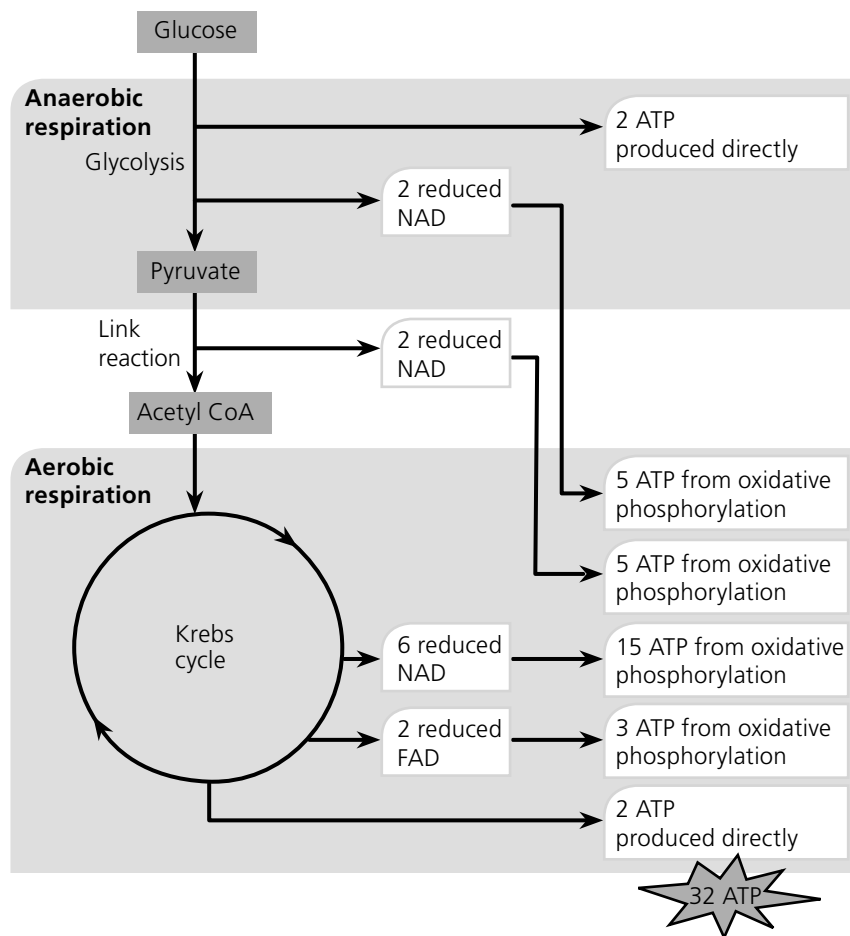 Glucose
Anaerobic
respiration
Glycolysis
2 ATP
produced directly
2 reduced
NAD
Pyruvate
Link
reaction
2 reduced
NAD
Acetyl CoA
Aerobic
respiration
5 ATP from oxidative
phosphorylation
5 ATP from oxidative
phosphorylation
Krebs
cycle
6 reduced
NAD
15 ATP from oxidative
phosphorylation
2 reduced
FAD
3 ATP from oxidative
phosphorylation
2 ATP
produced directly
32 ATP